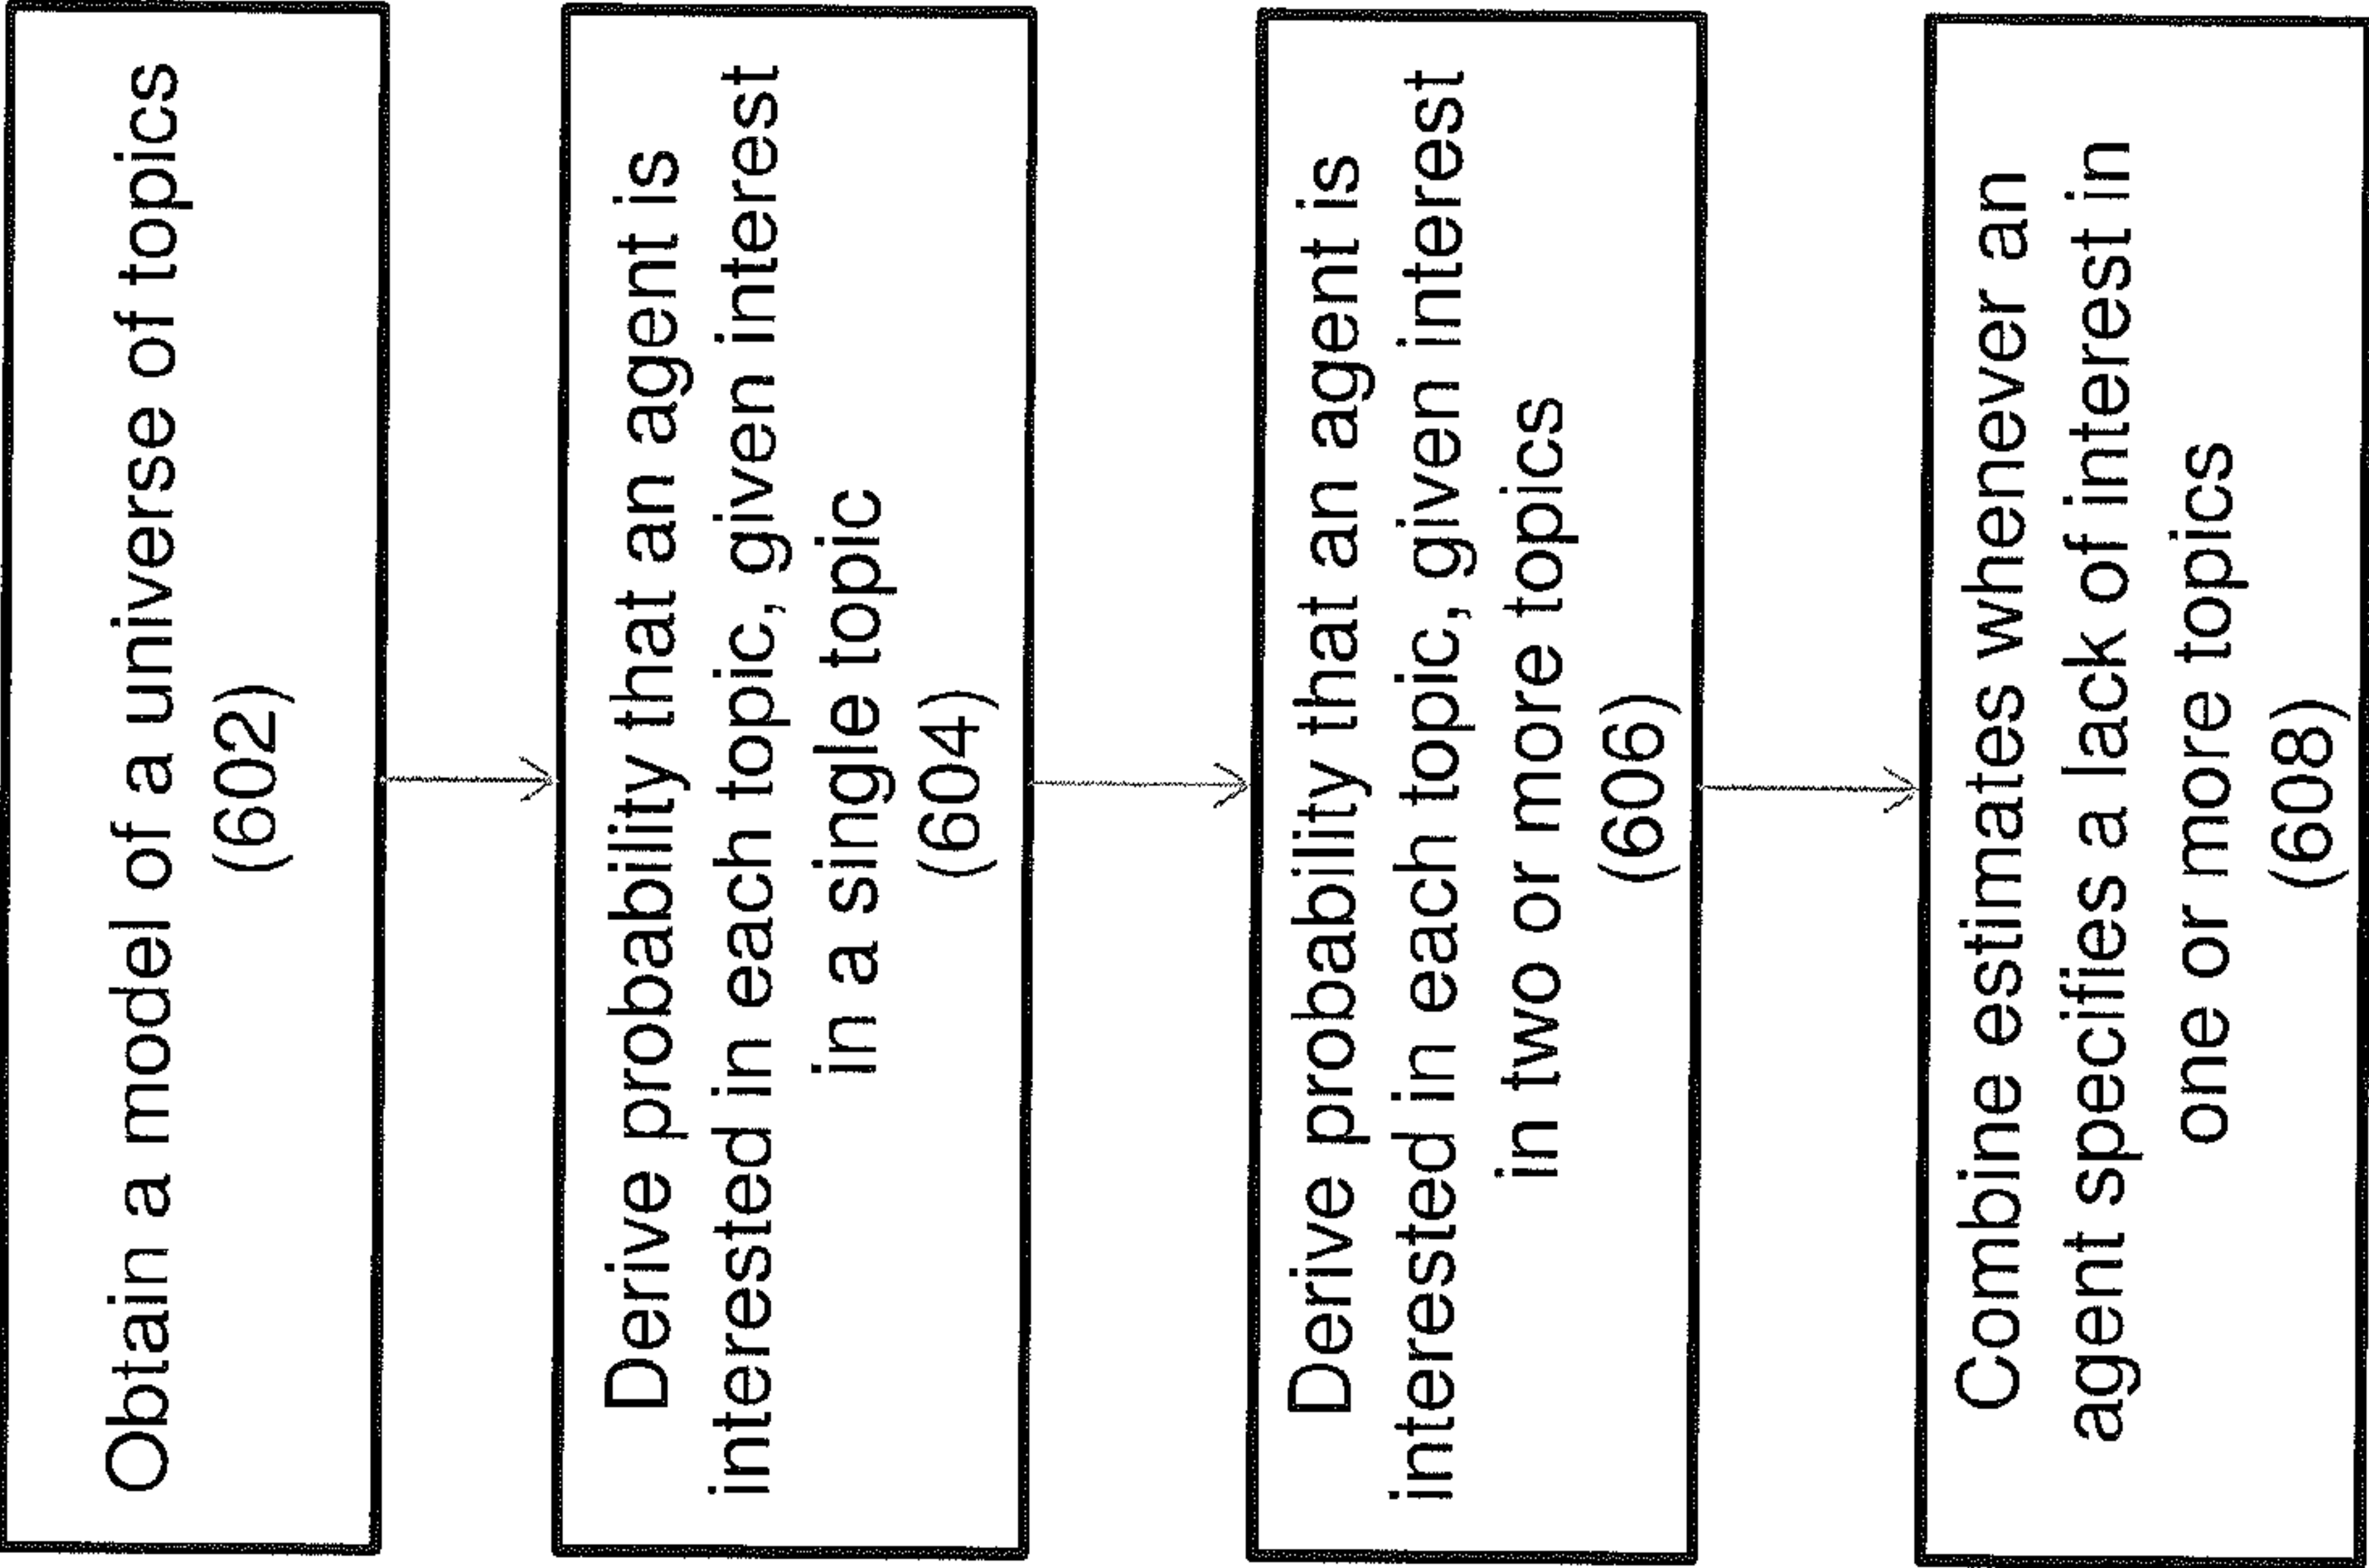 Obtain a model of a universe of topics
(602)
Derive probability that an agent is
interested in each topic, given interest
in a single topic
(604)
Derive probability that an agent is
interested in each topic, given interest
in two or more topics
(606)
Combine estimates whenever an
agent specifies a lack of interest in
one or more topics
(608)